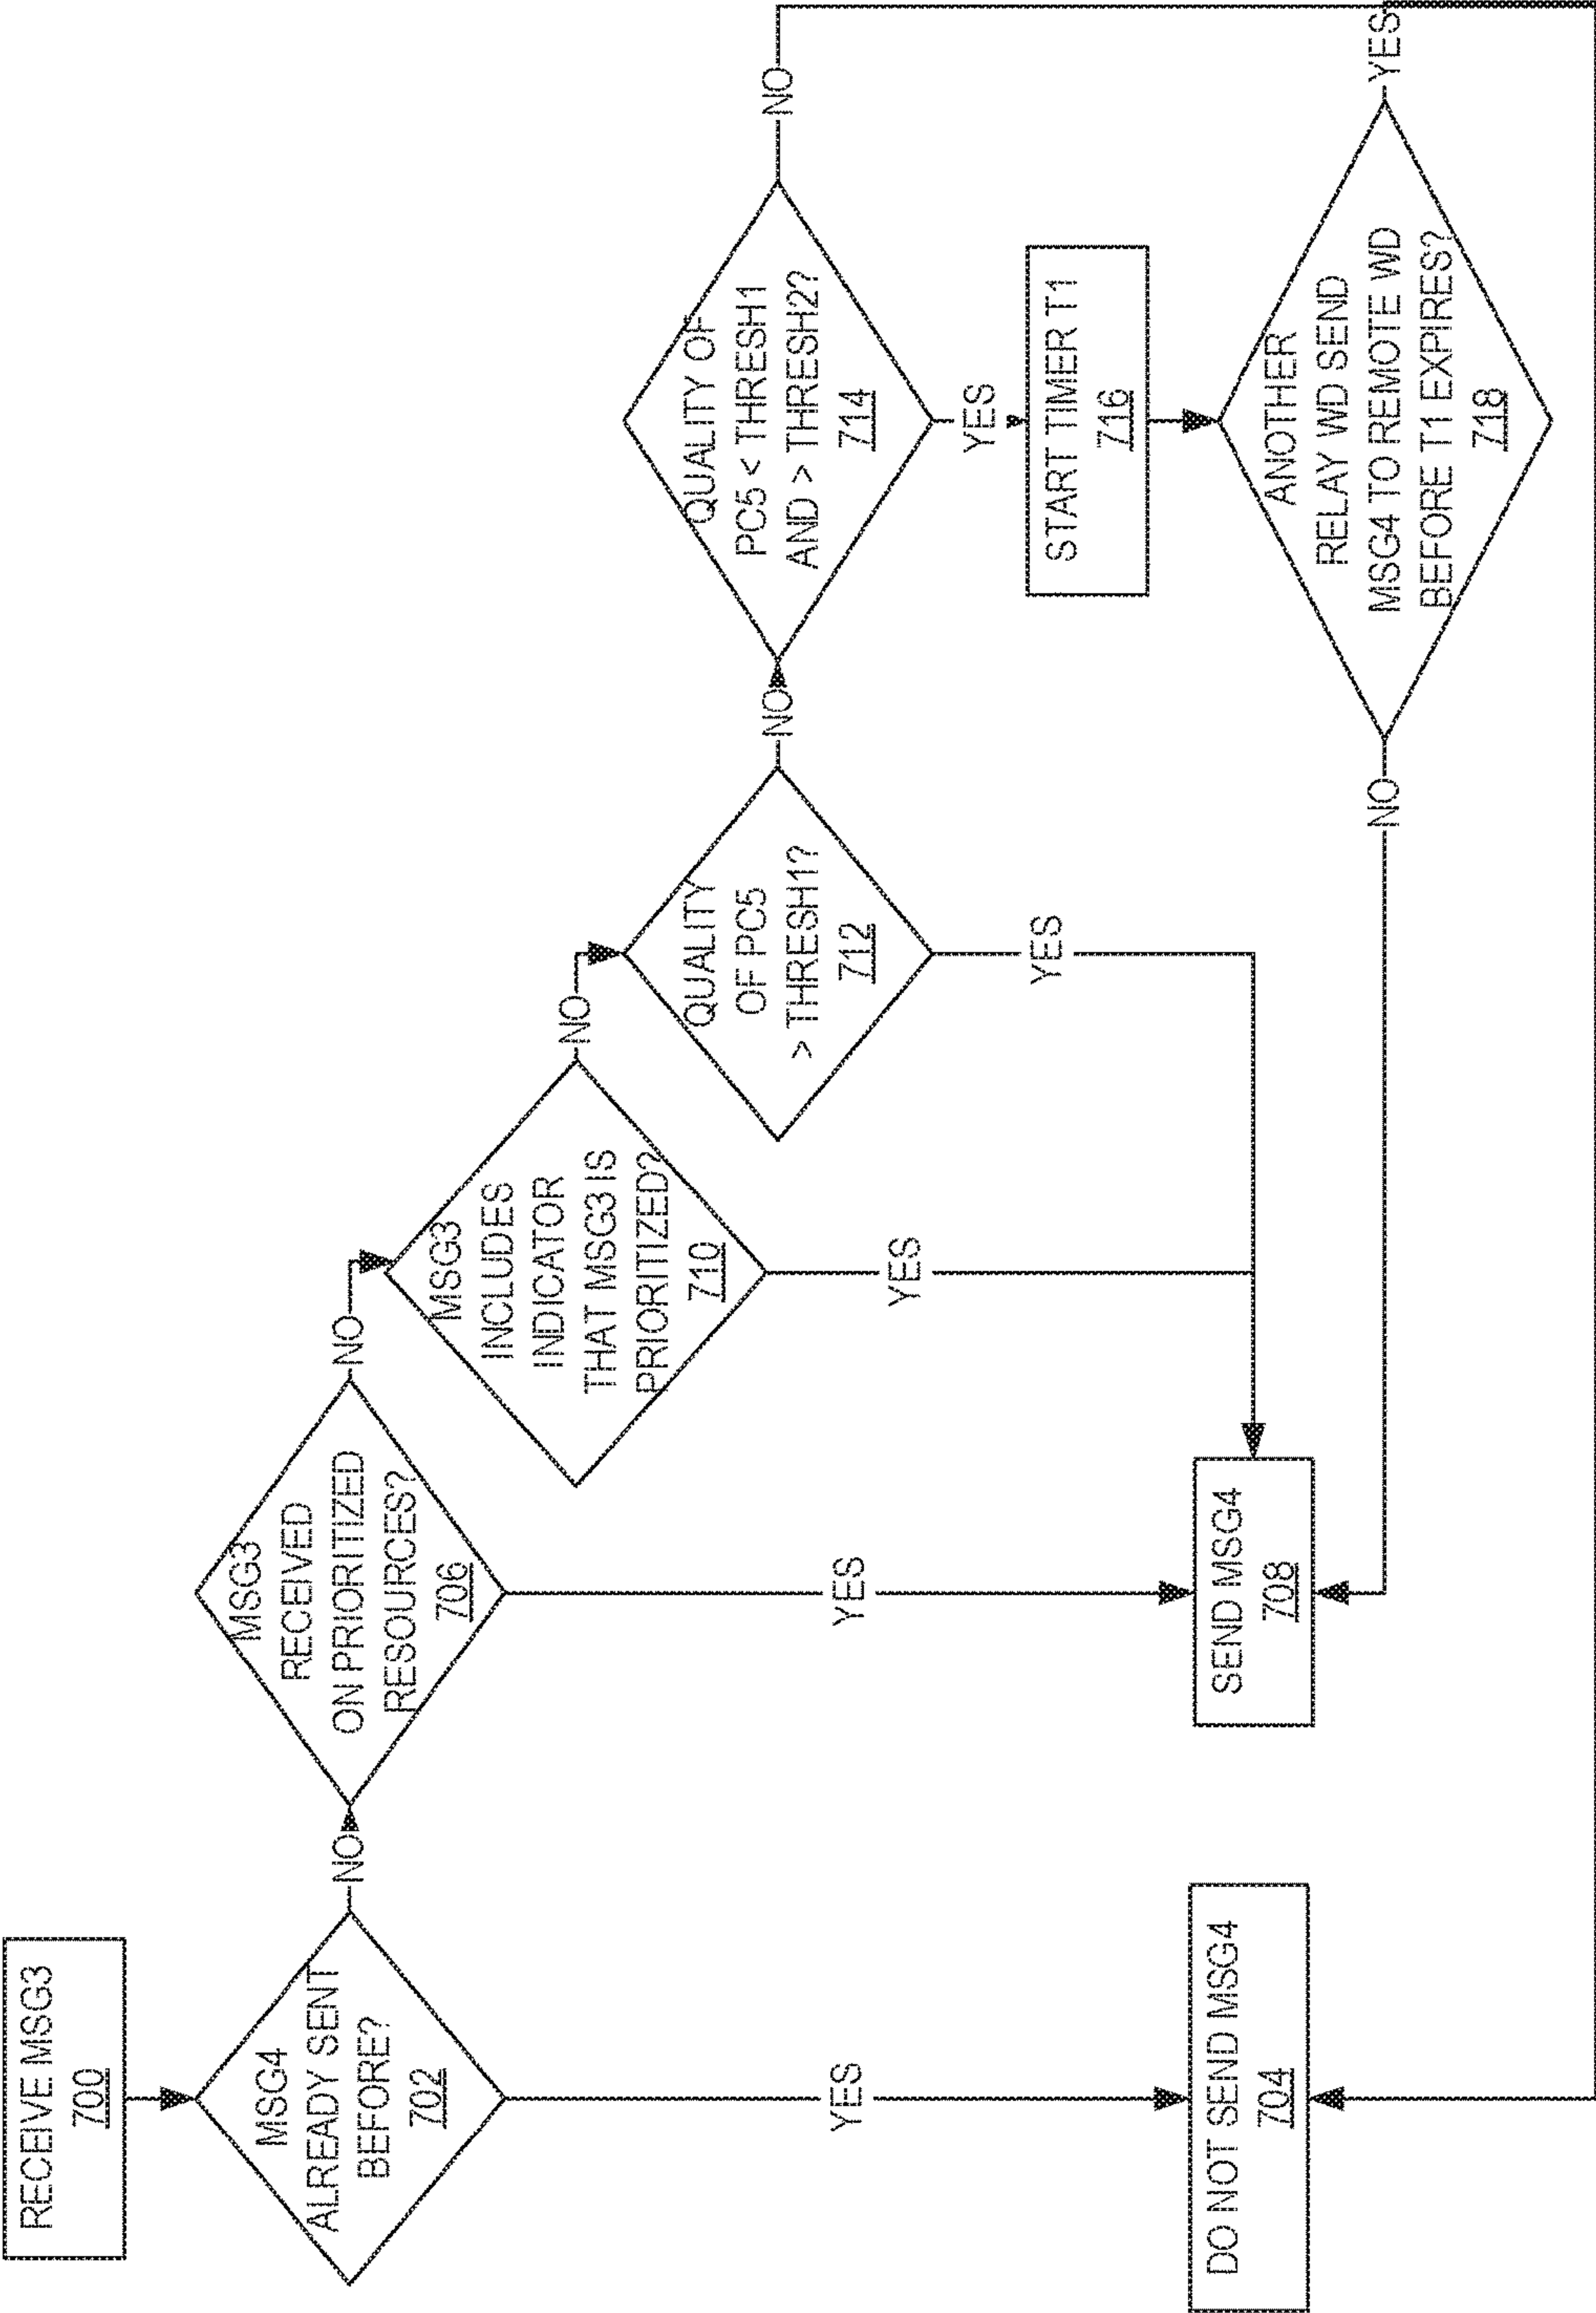 RECEIVE MSG3
700
MSG4
ALREADY SENT
BEFORE?
702
NO
YES
DO NOT SEND MSG4
704
MSG3
RECEIVED
ON PRIORITIZED
RESOURCES?
706
NO
YES
SEND MSG4
708
MSG3
INCLUDES
INDICATOR
THAT MSG3 IS
PRIORITIZED?
710
NO
YES
QUALITY
OF PC5
> THRESH1?
712
NO
YES
QUALITY OF
PC5 < THRESH1
AND > THRESH2?
714
NO
YES
START TIMER T1
716
ANOTHER
RELAY WD SEND
MSG4 TO REMOTE WD
BEFORE T1 EXPIRES?
718
NO
YES